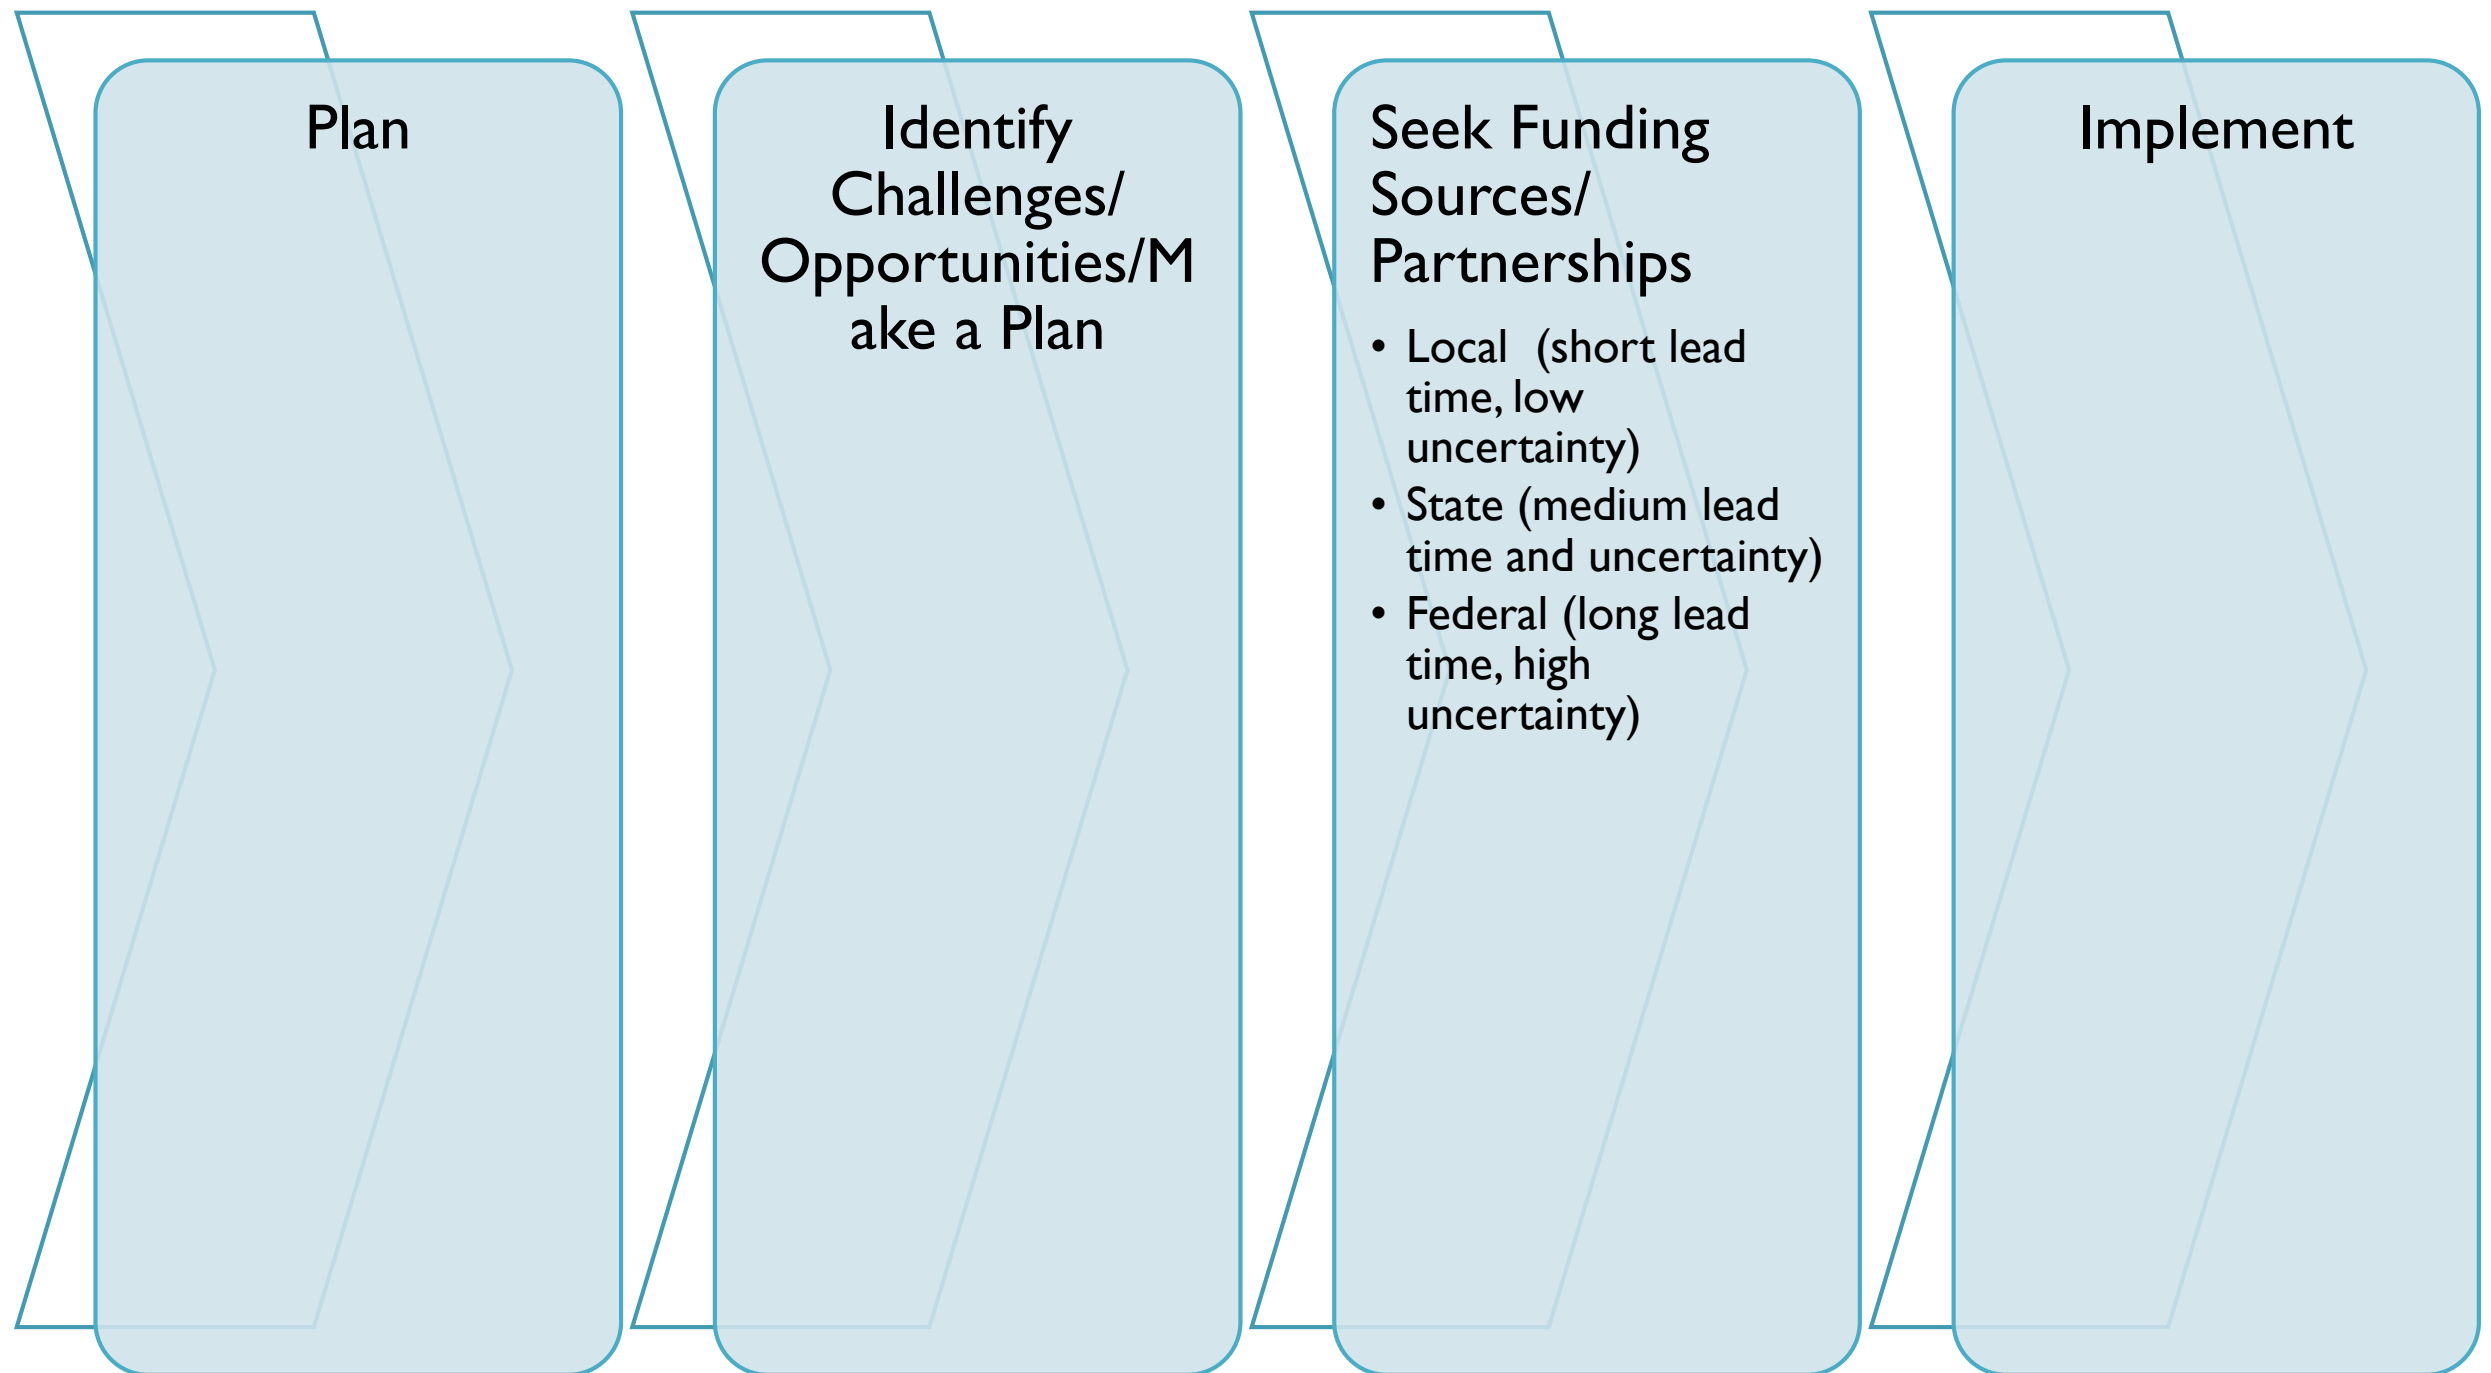 Plan
Identify
Challenges/
Opportunities/M
ake a Plan
Seek Funding
Sources/
Partnerships
• Local  (short lead
time, low
uncertainty)
• State (medium lead
time and uncertainty)
• Federal (long lead
time, high
uncertainty)
Implement